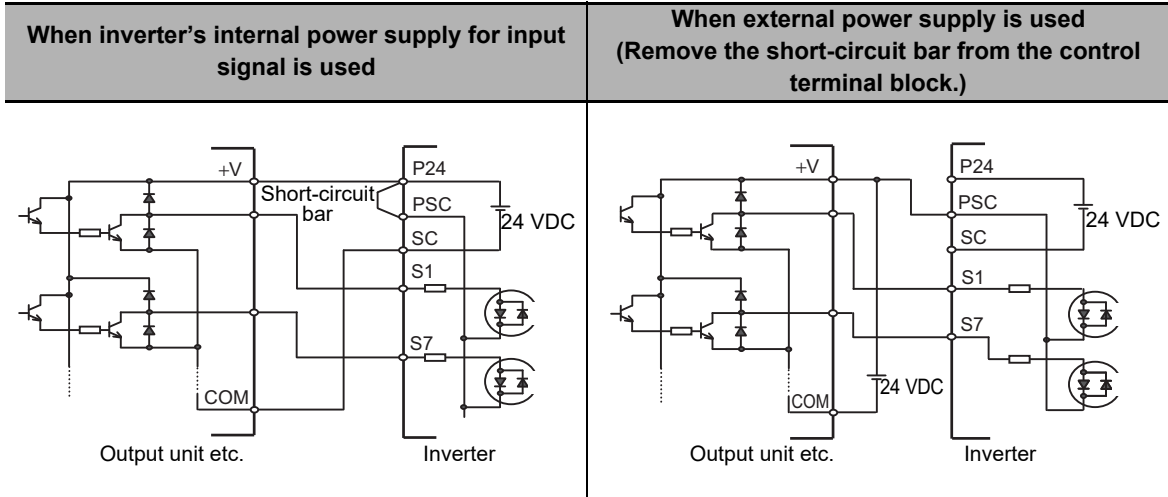 When inverter's internal power supply for input
signal is used
When external power supply is used
(Remove the short-circuit bar from the control
terminal block.)
+V
Short-circuit
bar
COM
P24
PSC
SC
S1
S7
24 VDC
Output unit etc.
Inverter
+V
COM
24 VDC
P24
PSC
SC
S1
S7
24 VDC
Output unit etc.
Inverter